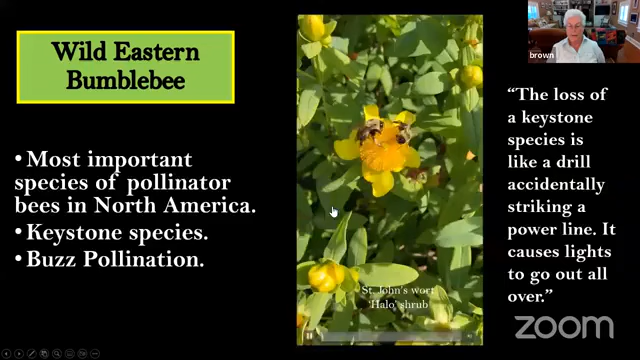 Wild Eastern
Bumblebee
• Most important
species of pollinator
bees in North America.
• Keystone species.
• Buzz Pollination.
St. John's wort
'Halo' shrub
brown
“The loss of
a keystone
species is
like a drill
accidentally
striking a
power line. It
causes lights
to go out all
over.”
zoom